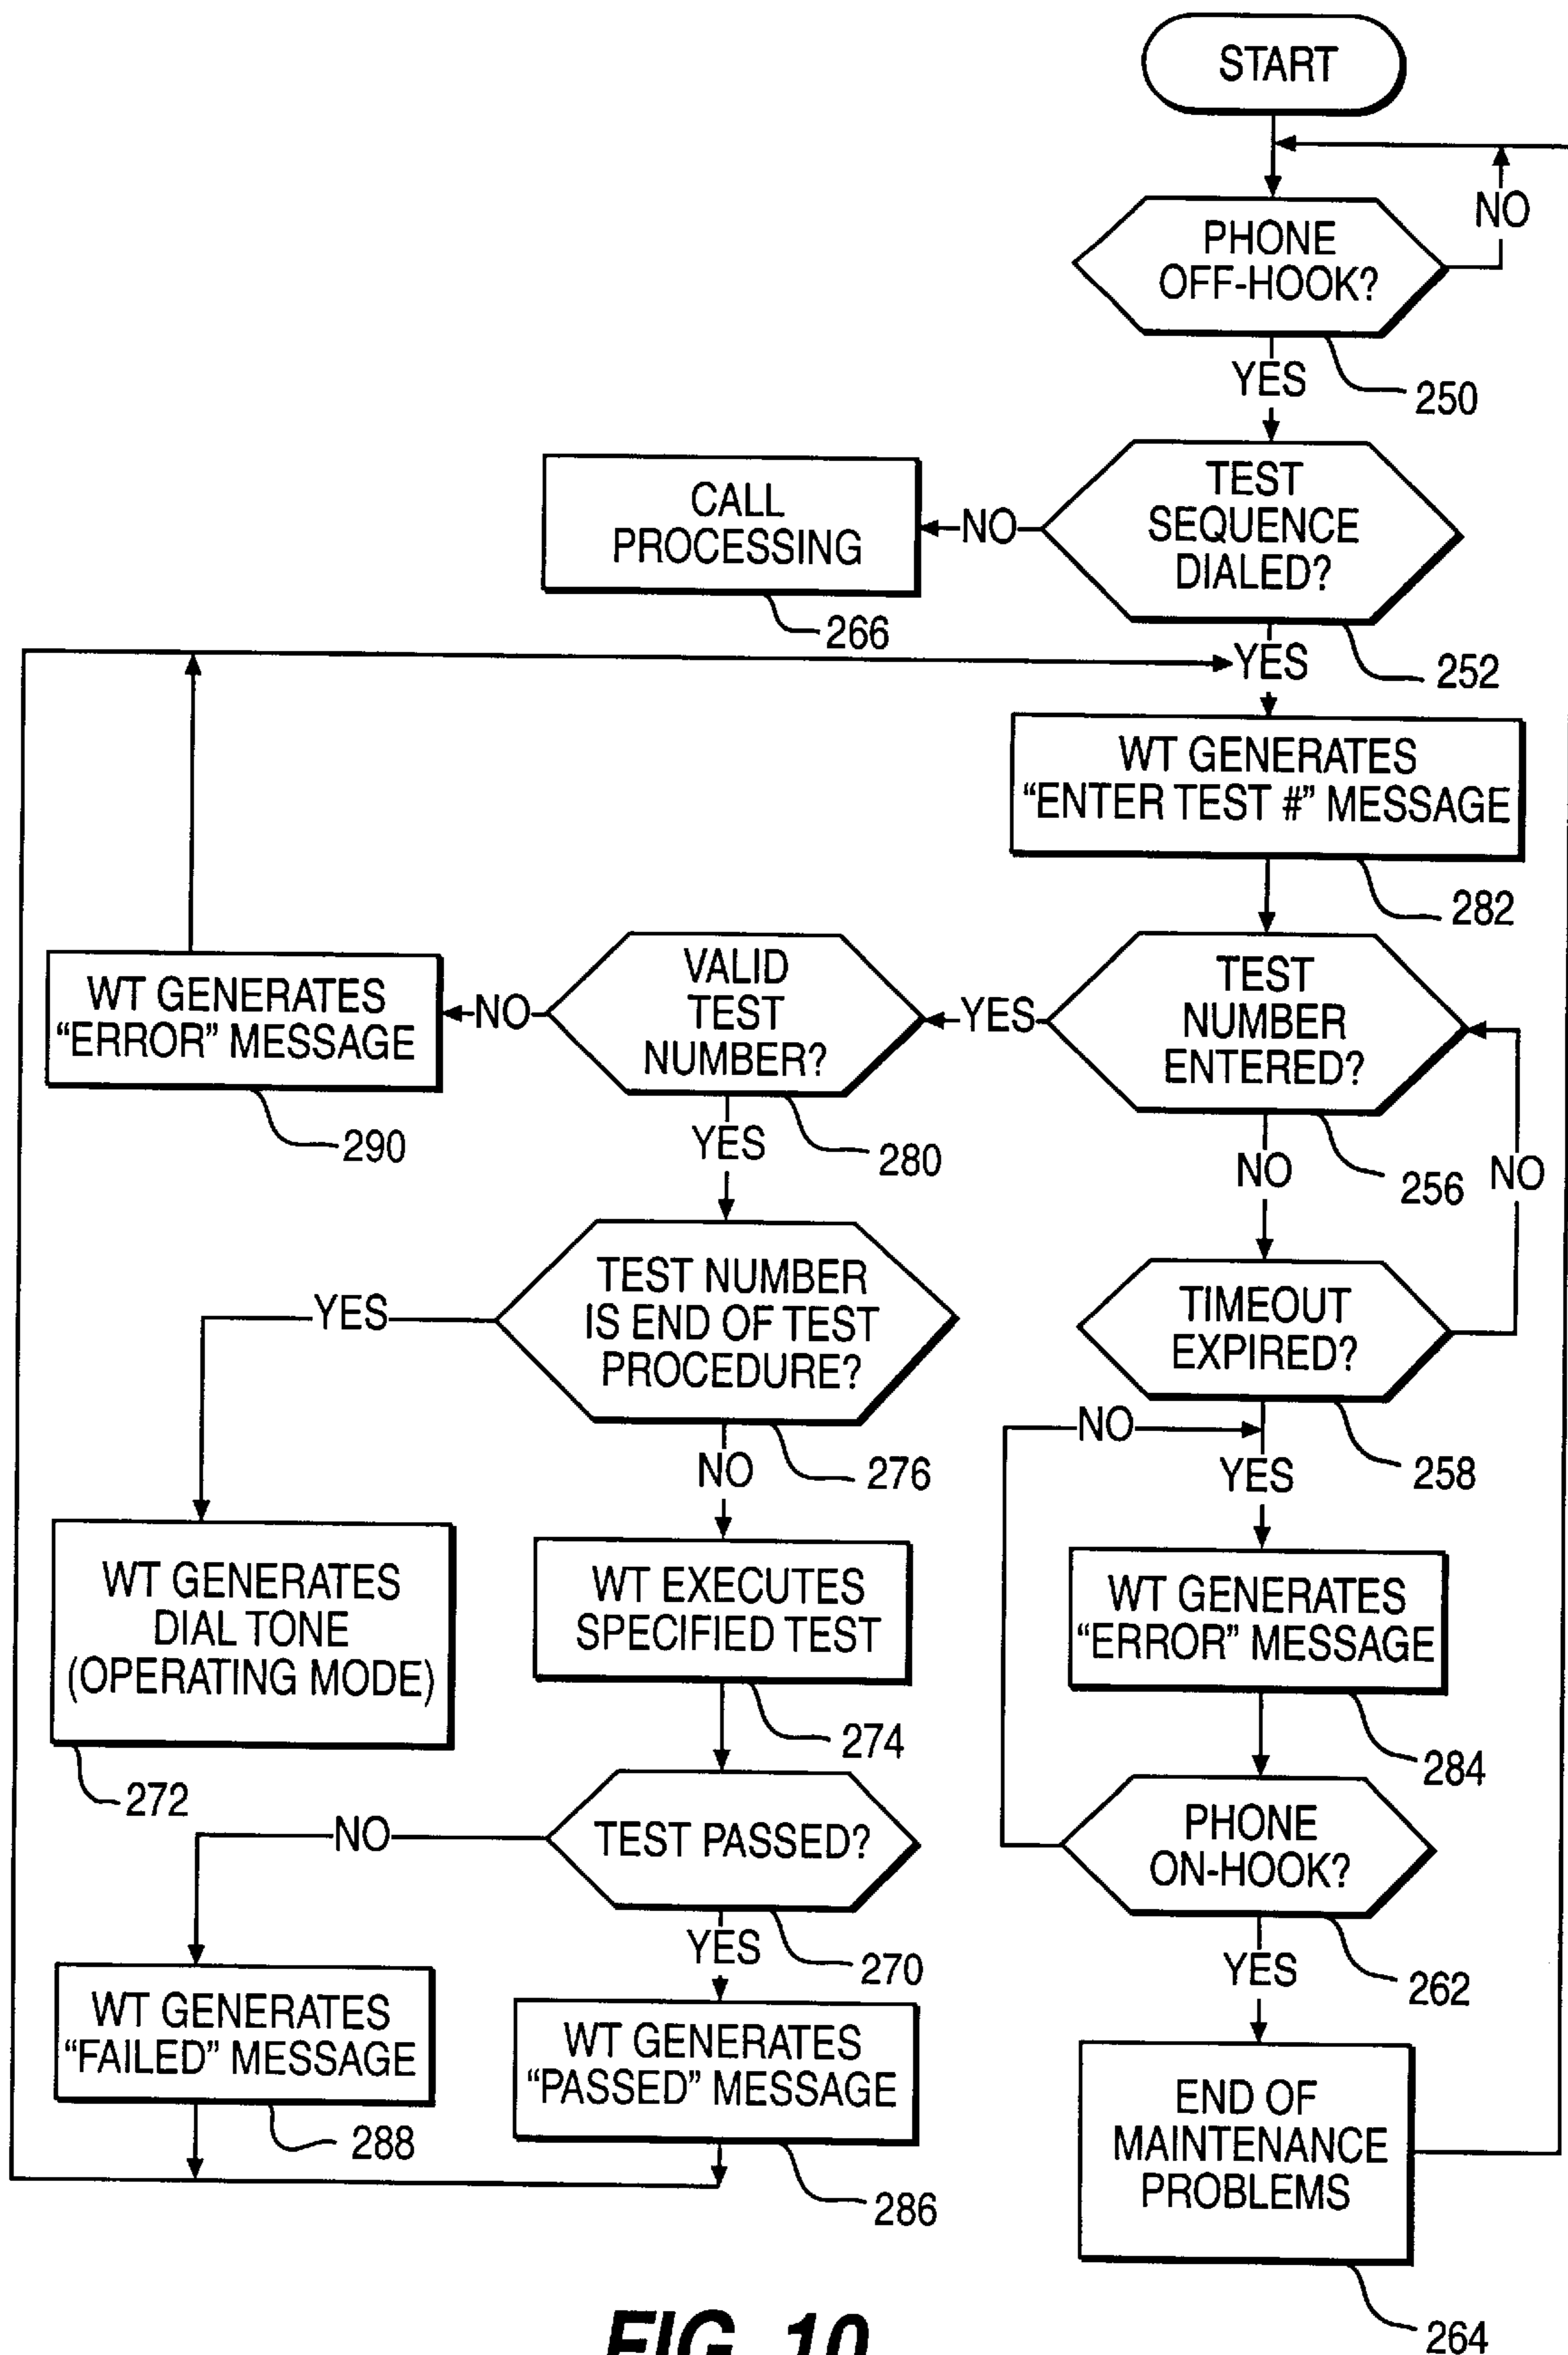 START
NO
PHONE
OFF-HOOK?
YES
250
TEST
SEQUENCE
DIALED?
NO
CALL
PROCESSING
266
YES
252
WT GENERATES
“ENTER TEST #” MESSAGE
282
TEST
NUMBER
ENTERED?
YES
VALID
TEST
NUMBER?
NO
WT GENERATES
“ERROR” MESSAGE
290
YES
280
NO
256
NO
TEST NUMBER
IS END OF TEST
PROCEDURE?
YES
TIMEOUT
EXPIRED?
NO
276
NO
YES
258
WT GENERATES
DIAL TONE
(OPERATING MODE)
272
WT EXECUTES
SPECIFIED TEST
274
WT GENERATES
“ERROR” MESSAGE
284
TEST PASSED?
NO
YES
270
PHONE
ON-HOOK?
YES
262
WT GENERATES
“FAILED” MESSAGE
288
WT GENERATES
“PASSED” MESSAGE
286
END OF
MAINTENANCE
PROBLEMS
264
FIG. 10